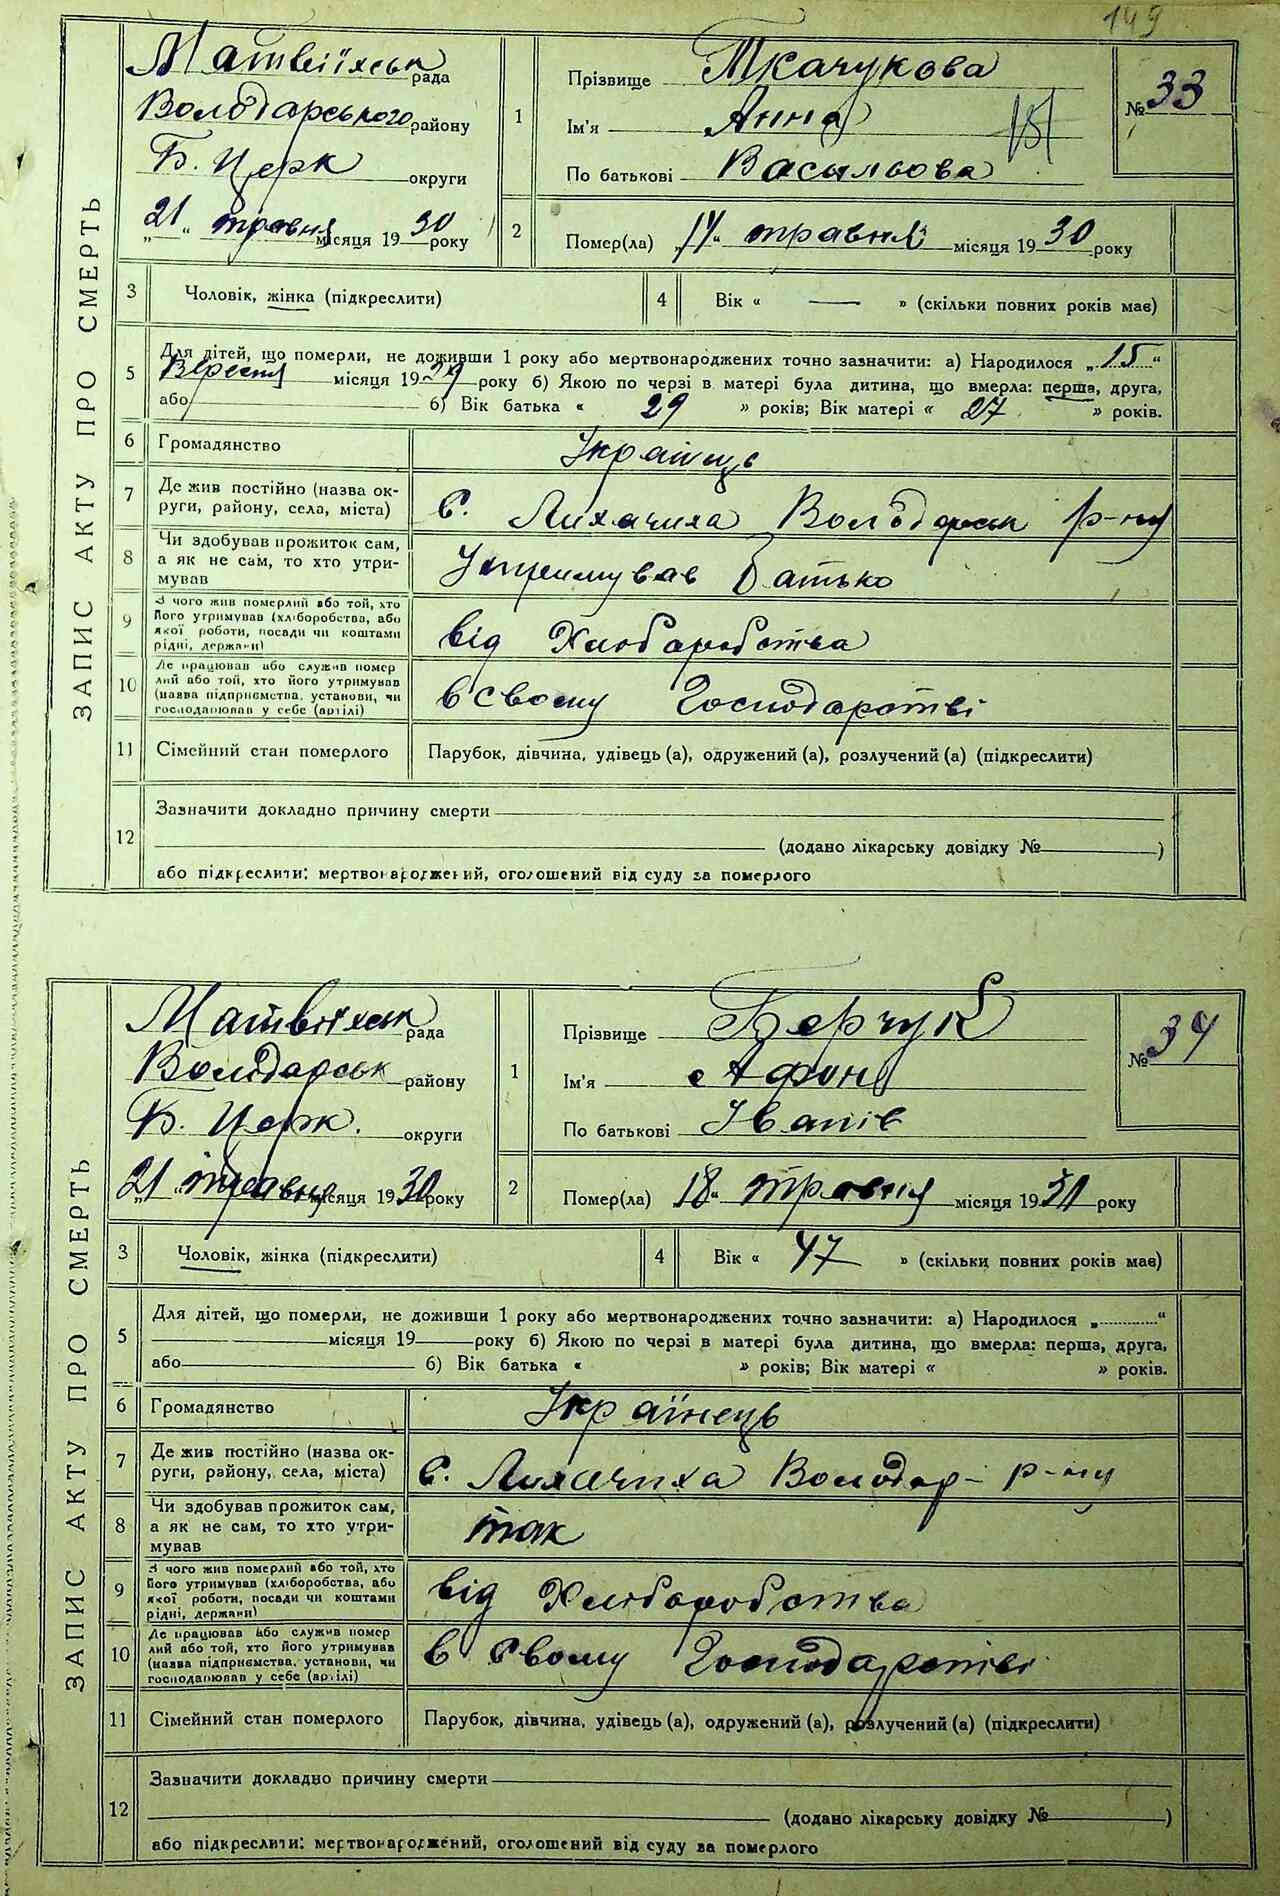 149
ЗАПИС АКТУ ПРО СМЕРТЬ
Матвіїхськ рада
Володарського району
Б. Церк округи
„21“ травня місяця 1930 року
1
Прізвище Ткачукова
Ім'я Анна
По батькові Васильова
№ 33
2
Помер(ла) „14“ травня місяця 1930 року
3
Чоловік, жінка (підкреслити)
4
Вік « — » (скільки повних років має)
5
Для дітей, що померли, не доживши 1 року або мертвонароджених точно зазначити: а) Народилося „15“
Вересня місяця 1929 року б) Якою по черзі в матері була дитина, що вмерла: перша, друга,
або б) Вік батька « 29 » років; Вік матері « 27 » років.
6
Громадянство
Українець
7
Де жив постійно (назва ок-
руги, району, села, міста)
с. Лихачиха Володарськ р-ну
8
Чи здобував прожиток сам,
а як не сам, то хто утри-
мував
Утримував батько
9
З чого жив померлий або той, хто
його утримував (хліборобства, або
якої роботи, посади чи коштами
рідні, держави)
від Хліборобства
10
Де працював або служив помер
лий або той, хто його утримував
(назва підприємства, установи, чи
господарював у себе (артілі)
в своєму Господарстві
11
Сімейний стан померлого
Парубок, дівчина, удівець (а), одружений (а), розлучений (а) (підкреслити)
12
Зазначити докладно причину смерти
(додано лікарську довідку № )
або підкреслити: мертвонароджений, оголошений від суду за померлого
ЗАПИС АКТУ ПРО СМЕРТЬ
Матвіїхськ рада
Володарськ району
Б. Церк. округи
„21“ травня місяця 1930 року
1
Прізвище Берчук
Ім'я Афон
По батькові Іванів
№ 34
2
Помер(ла) „18“ травня місяця 1930 року
3
Чоловік, жінка (підкреслити)
4
Вік « 47 » (скільки повних років має)
5
Для дітей, що померли, не доживши 1 року або мертвонароджених точно зазначити: а) Народилося „ “
місяця 19 року б) Якою по черзі в матері була дитина, що вмерла: перша, друга,
або б) Вік батька « » років; Вік матері « » років.
6
Громадянство
Українець
7
Де жив постійно (назва ок-
руги, району, села, міста)
с. Лихачиха Володар- р-ну
8
Чи здобував прожиток сам,
а як не сам, то хто утри-
мував
так
9
З чого жив померлий або той, хто
його утримував (хліборобства, або
якої роботи, посади чи коштами
рідні, держави)
від Хліборобства
10
Де працював або служив помер
лий або той, хто його утримував
(назва підприємства, установи, чи
господарював у себе (артілі)
в своєму Господарстві
11
Сімейний стан померлого
Парубок, дівчина, удівець (а), одружений (а), розлучений (а) (підкреслити)
12
Зазначити докладно причину смерти
(додано лікарську довідку № )
або підкреслити: мертвонароджений, оголошений від суду за померлого